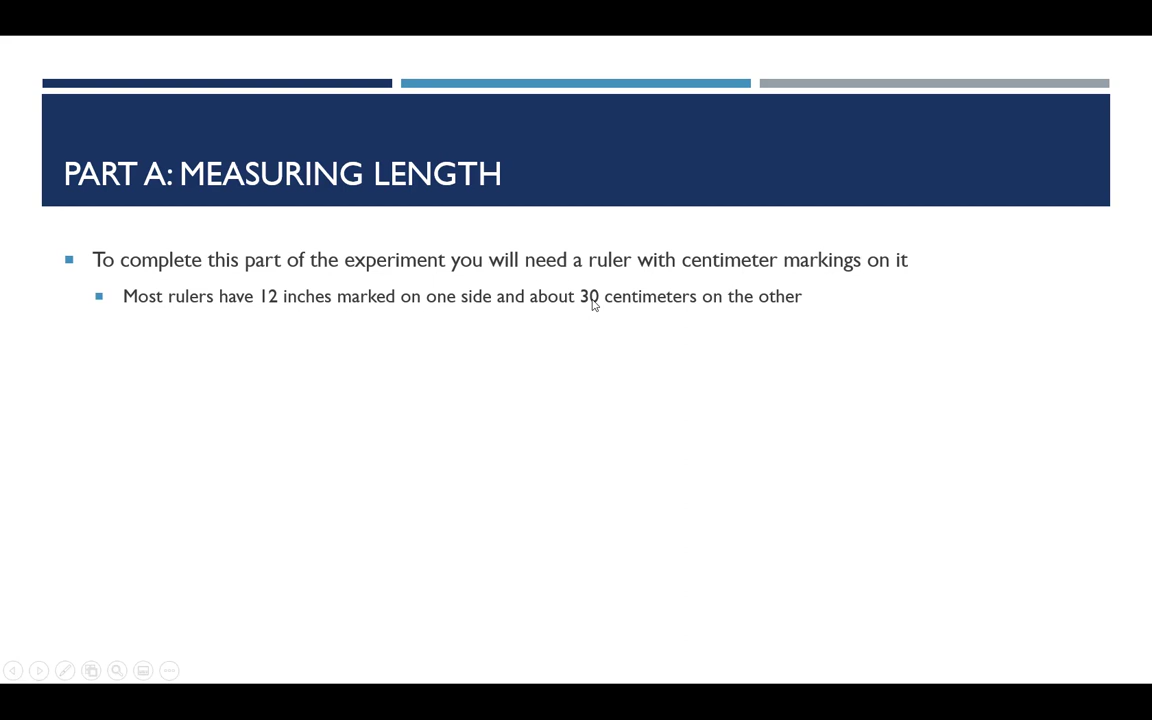 PART A: MEASURING LENGTH
To complete this part of the experiment you will need a ruler with centimeter markings on it
Most rulers have 12 inches marked on one side and about 30 centimeters on the other